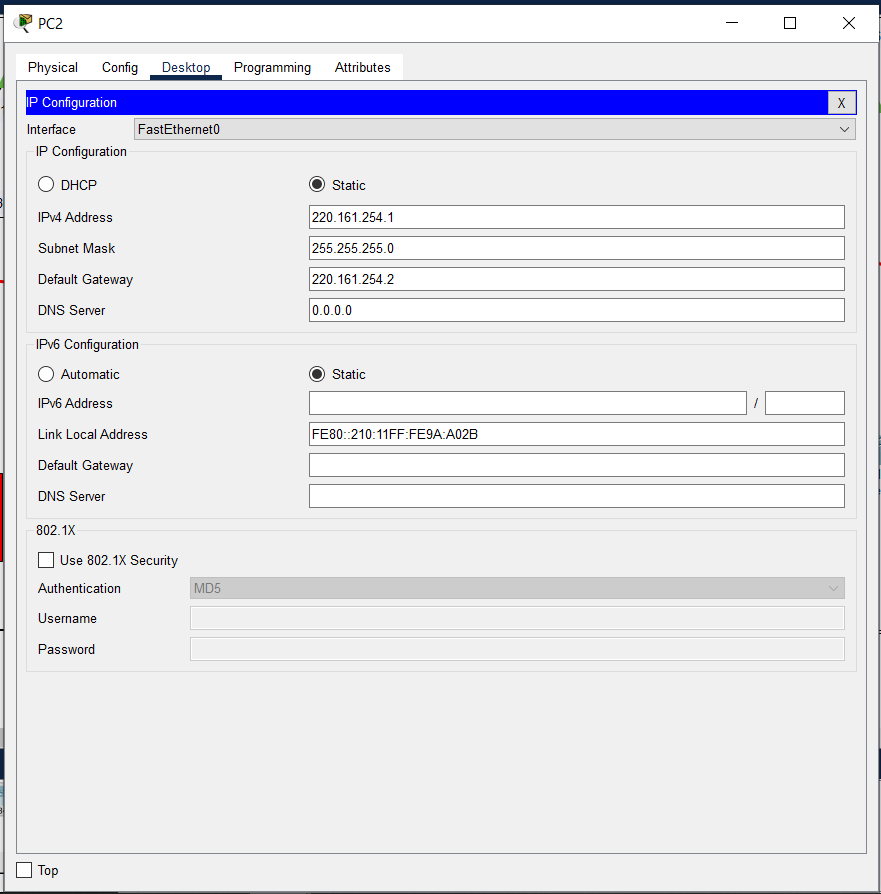 PC2
Physical Config Desktop Programming Attributes
IP Configuration X
Interface FastEthernet0
IP Configuration
DHCP Static
IPv4 Address 220.161.254.1
Subnet Mask 255.255.255.0
Default Gateway 220.161.254.2
DNS Server 0.0.0.0
IPv6 Configuration
Automatic Static
IPv6 Address /
Link Local Address FE80::210:11FF:FE9A:A02B
Default Gateway
DNS Server
802.1X
Use 802.1X Security
Authentication MD5
Username
Password
Top